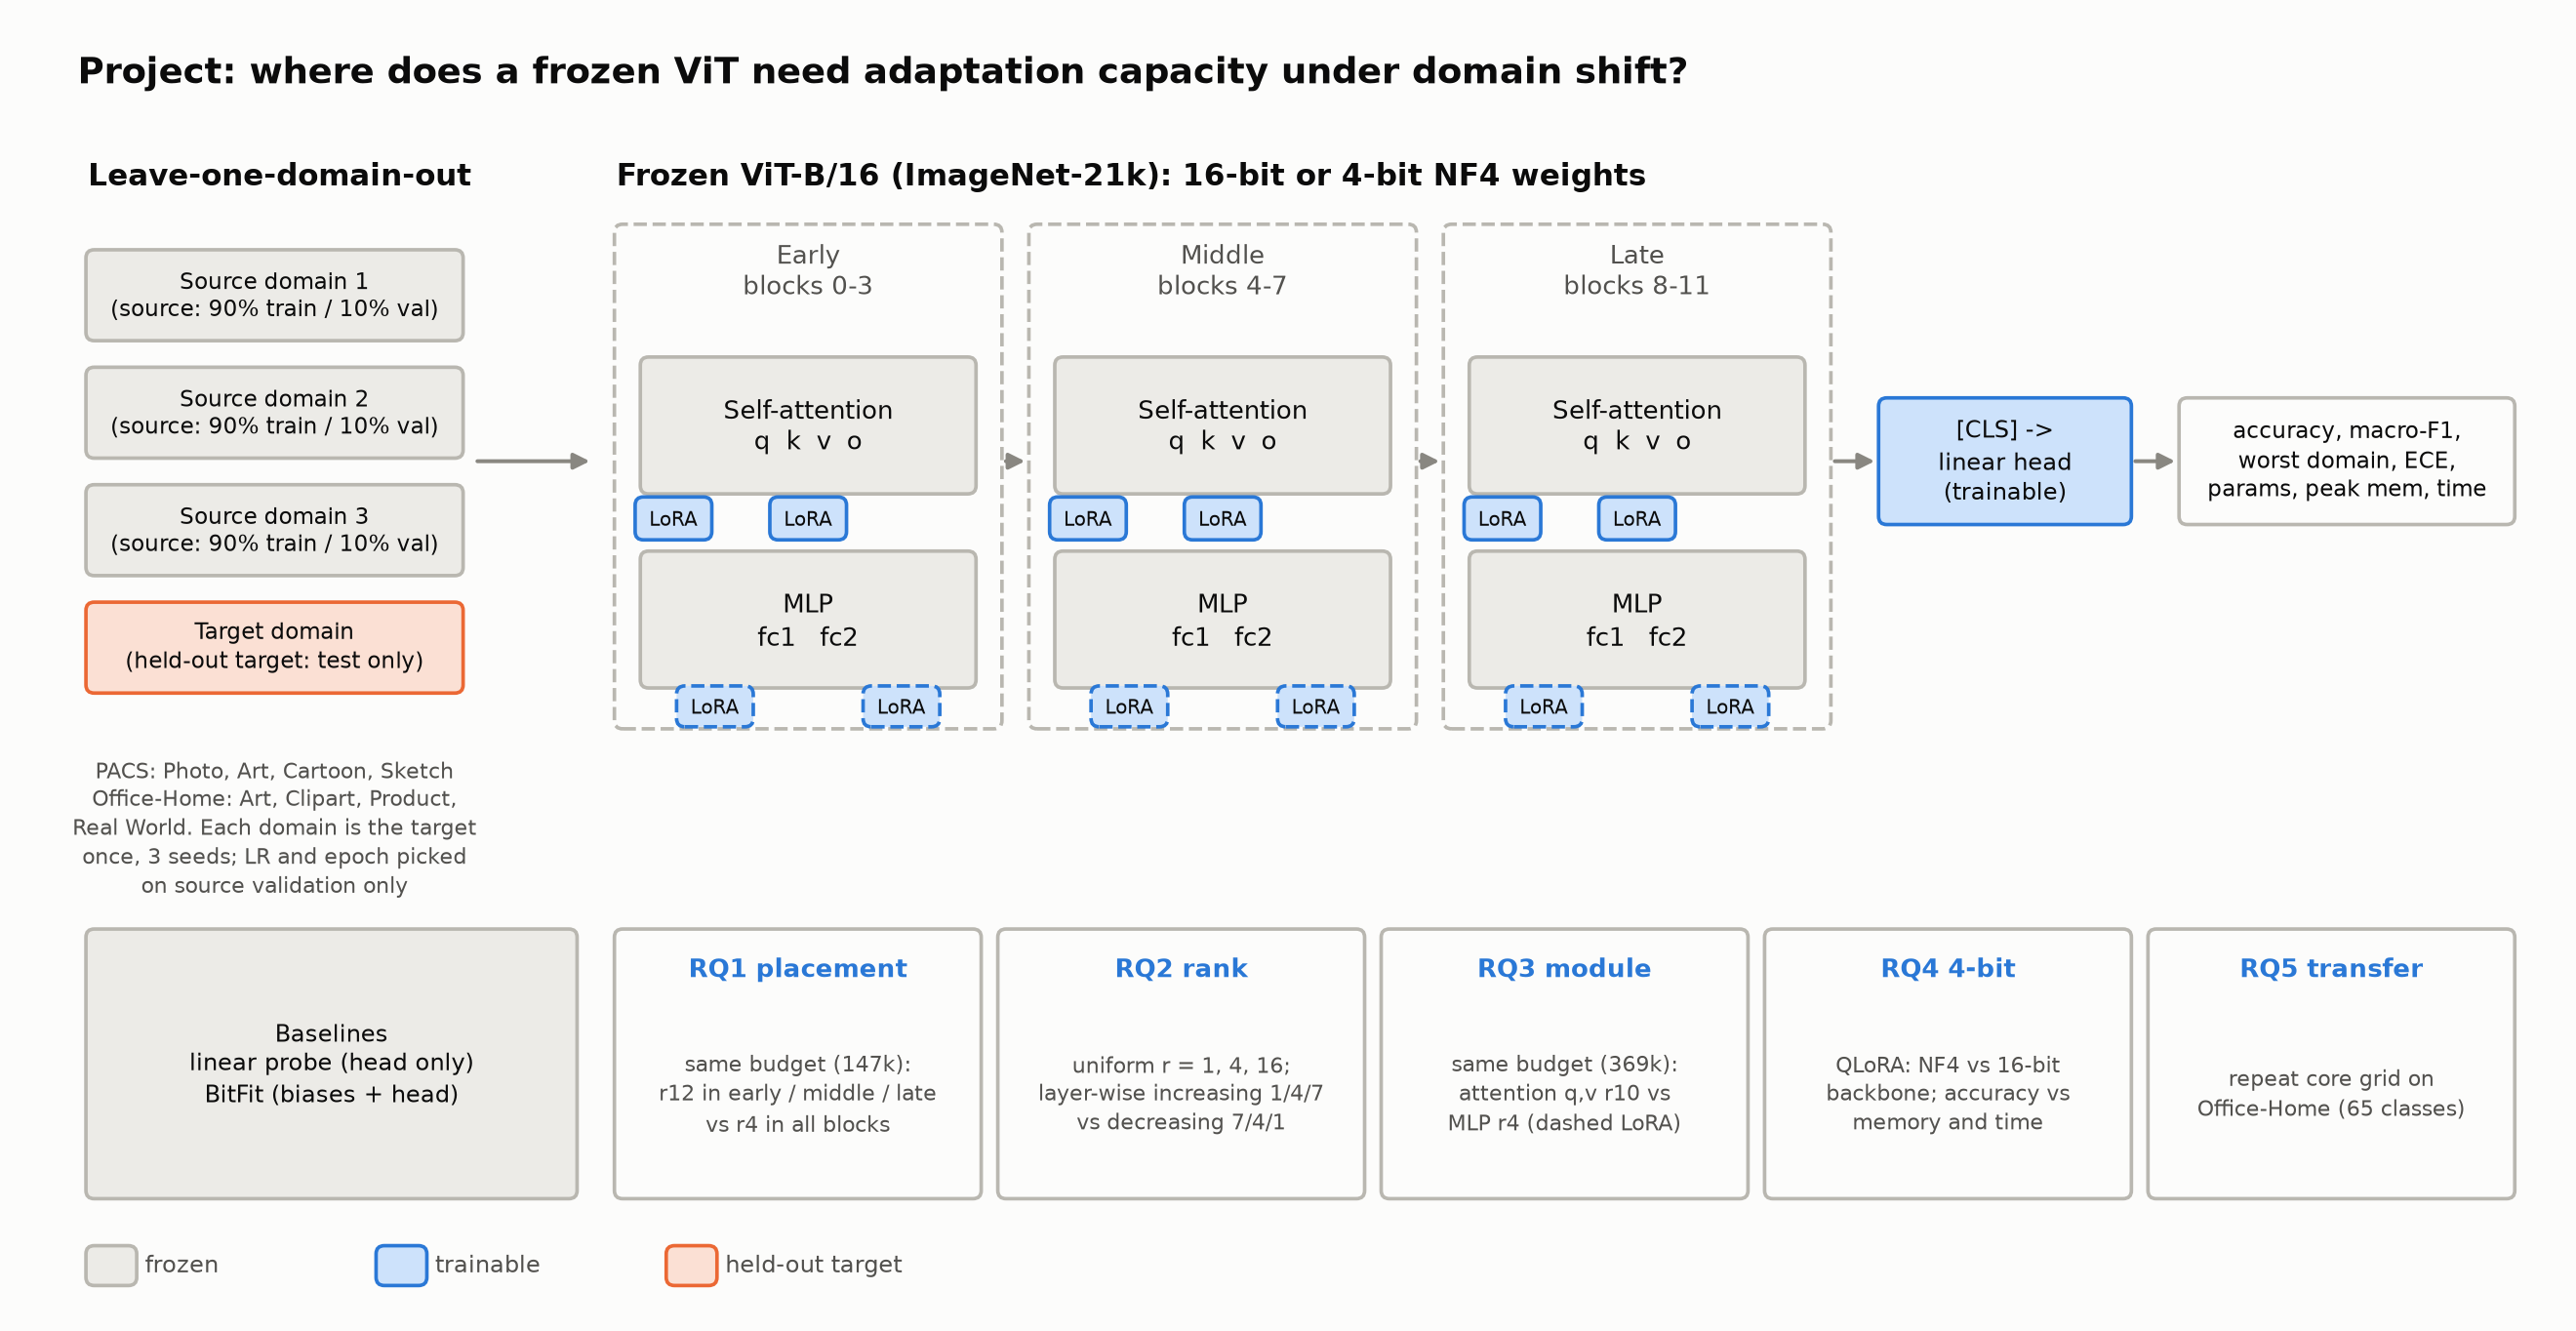 Project: where does a frozen ViT need adaptation capacity under domain shift?
Leave-one-domain-out
Source domain 1
(source: 90% train / 10% val)
Source domain 2
(source: 90% train / 10% val)
Source domain 3
(source: 90% train / 10% val)
Target domain
(held-out target: test only)
PACS: Photo, Art, Cartoon, Sketch
Office-Home: Art, Clipart, Product,
Real World. Each domain is the target
once, 3 seeds; LR and epoch picked
on source validation only
Frozen ViT-B/16 (ImageNet-21k): 16-bit or 4-bit NF4 weights
Early
blocks 0-3
Self-attention
q k v o
LoRA LoRA
MLP
fc1 fc2
LoRA LoRA
Middle
blocks 4-7
Self-attention
q k v o
LoRA LoRA
MLP
fc1 fc2
LoRA LoRA
Late
blocks 8-11
Self-attention
q k v o
LoRA LoRA
MLP
fc1 fc2
LoRA LoRA
[CLS] ->
linear head
(trainable)
accuracy, macro-F1,
worst domain, ECE,
params, peak mem, time
Baselines
linear probe (head only)
BitFit (biases + head)
RQ1 placement
same budget (147k):
r12 in early / middle / late
vs r4 in all blocks
RQ2 rank
uniform r = 1, 4, 16;
layer-wise increasing 1/4/7
vs decreasing 7/4/1
RQ3 module
same budget (369k):
attention q,v r10 vs
MLP r4 (dashed LoRA)
RQ4 4-bit
QLoRA: NF4 vs 16-bit
backbone; accuracy vs
memory and time
RQ5 transfer
repeat core grid on
Office-Home (65 classes)
frozen
trainable
held-out target